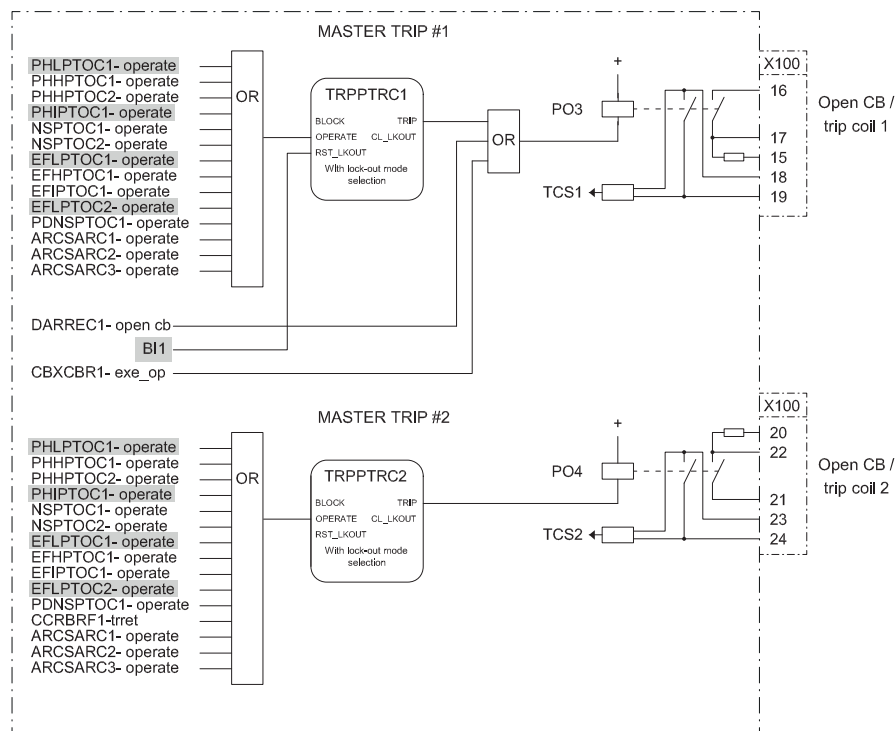 MASTER TRIP #1
PHLPTOC1- operate
PHHPTOC1- operate
PHHPTOC2- operate
PHIPTOC1- operate
NSPTOC1- operate
NSPTOC2- operate
EFLPTOC1- operate
EFHPTOC1- operate
EFIPTOC1- operate
EFLPTOC2- operate
PDNSPTOC1- operate
ARCSARC1- operate
ARCSARC2- operate
ARCSARC3- operate
OR
TRPPTRC1
BLOCK TRIP
OPERATE CL_LKOUT
RST_LKOUT
With lock-out mode
selection
OR
+
PO3
TCS1
X100
16
17
15
18
19
Open CB /
trip coil 1
DARREC1- open cb
BI1
CBXCBR1- exe_op
MASTER TRIP #2
PHLPTOC1- operate
PHHPTOC1- operate
PHHPTOC2- operate
PHIPTOC1- operate
NSPTOC1- operate
NSPTOC2- operate
EFLPTOC1- operate
EFHPTOC1- operate
EFIPTOC1- operate
EFLPTOC2- operate
PDNSPTOC1- operate
CCRBRF1-trret
ARCSARC1- operate
ARCSARC2- operate
ARCSARC3- operate
OR
TRPPTRC2
BLOCK TRIP
OPERATE CL_LKOUT
RST_LKOUT
With lock-out mode
selection
+
PO4
TCS2
X100
20
22
21
23
24
Open CB /
trip coil 2